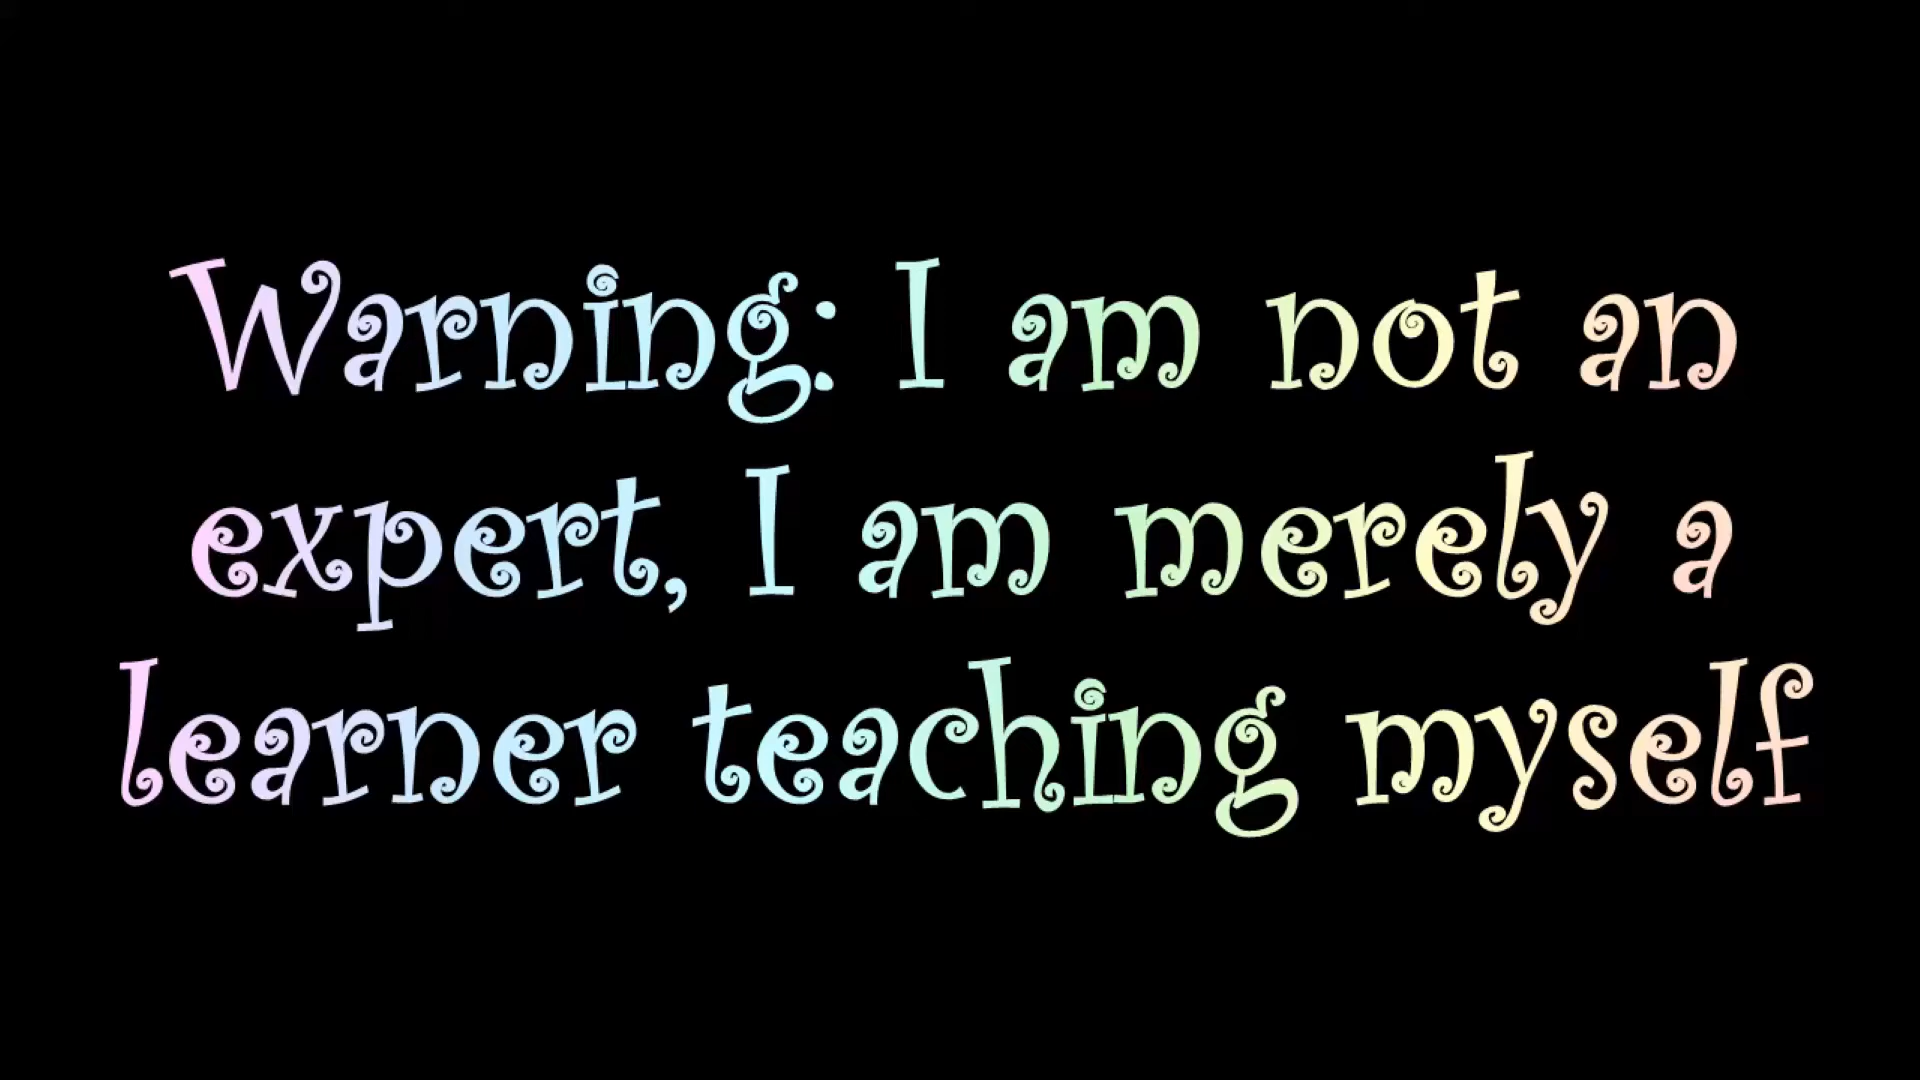 Warning: I am not an
expert, I am merely a
learner teaching myself